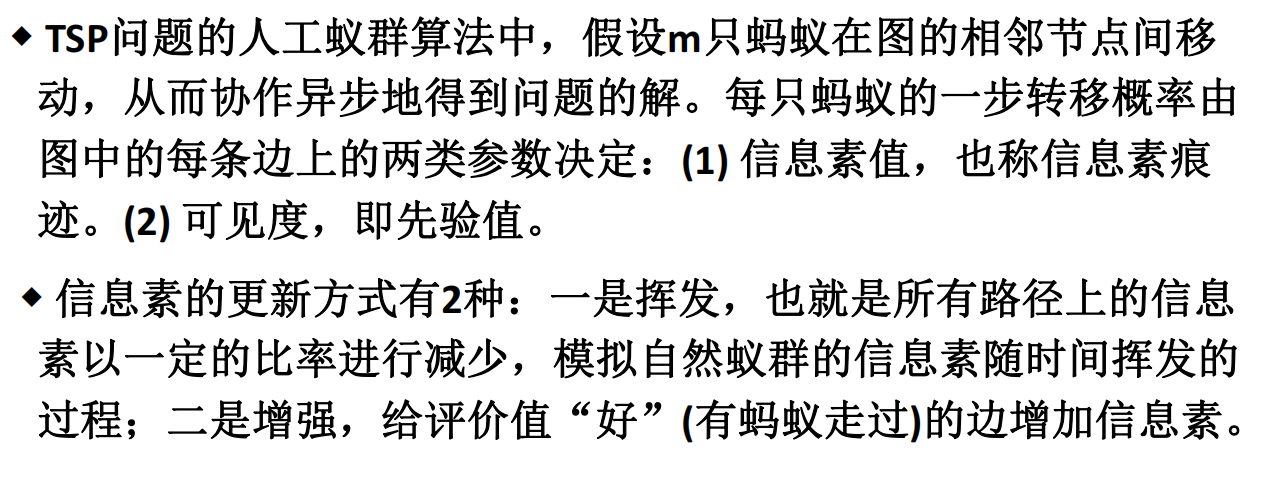 ◆ TSP问题的人工蚁群算法中，假设m只蚂蚁在图的相邻节点间移
动，从而协作异步地得到问题的解。每只蚂蚁的一步转移概率由
图中的每条边上的两类参数决定：(1) 信息素值，也称信息素痕
迹。(2) 可见度，即先验值。
◆ 信息素的更新方式有2种：一是挥发，也就是所有路径上的信息
素以一定的比率进行减少，模拟自然蚁群的信息素随时间挥发的
过程；二是增强，给评价值“好”(有蚂蚁走过)的边增加信息素。